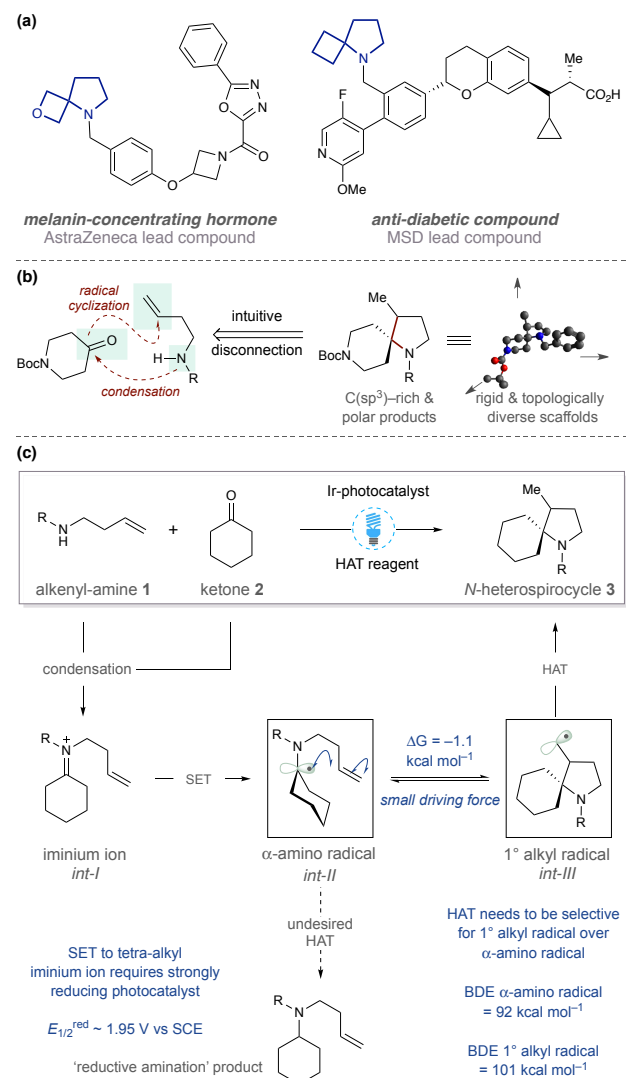 (a)
O
N
O
N
N
N
O
O
N
F
N
OMe
O
Me
CO2H
melanin-concentrating hormone
AstraZeneca lead compound
anti-diabetic compound
MSD lead compound
(b)
radical
cyclization
BocN
O
H
N
R
condensation
intuitive
disconnection
Me
BocN
N
R
C(sp³)–rich &
polar products
rigid & topologically
diverse scaffolds
(c)
R
N
H
+
O
Ir-photocatalyst
HAT reagent
Me
N
R
alkenyl-amine 1
ketone 2
N-heterospirocycle 3
condensation
HAT
R
N
+
SET
R
N
ΔG = –1.1
kcal mol⁻¹
small driving force
N
R
iminium ion
int-I
α-amino radical
int-II
1° alkyl radical
int-III
undesired
HAT
SET to tetra-alkyl
iminium ion requires strongly
reducing photocatalyst
E1/2red ~ 1.95 V vs SCE
R
N
'reductive amination' product
HAT needs to be selective
for 1° alkyl radical over
α-amino radical
BDE α-amino radical
= 92 kcal mol⁻¹
BDE 1° alkyl radical
= 101 kcal mol⁻¹